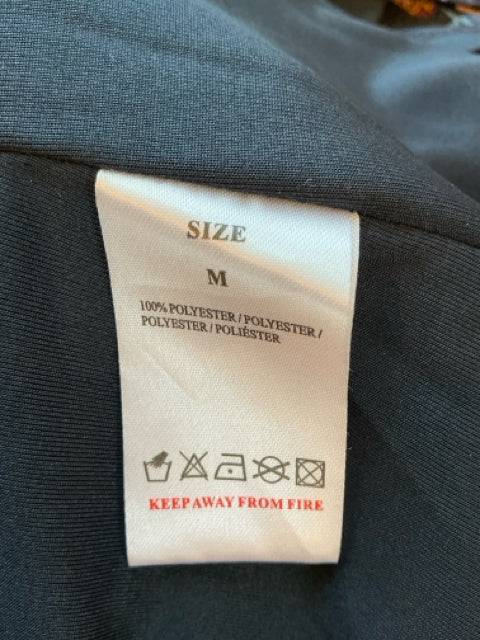 SIZE
M
100% POLYESTER / POLYESTER /
POLYESTER / POLIÉSTER
KEEP AWAY FROM FIRE